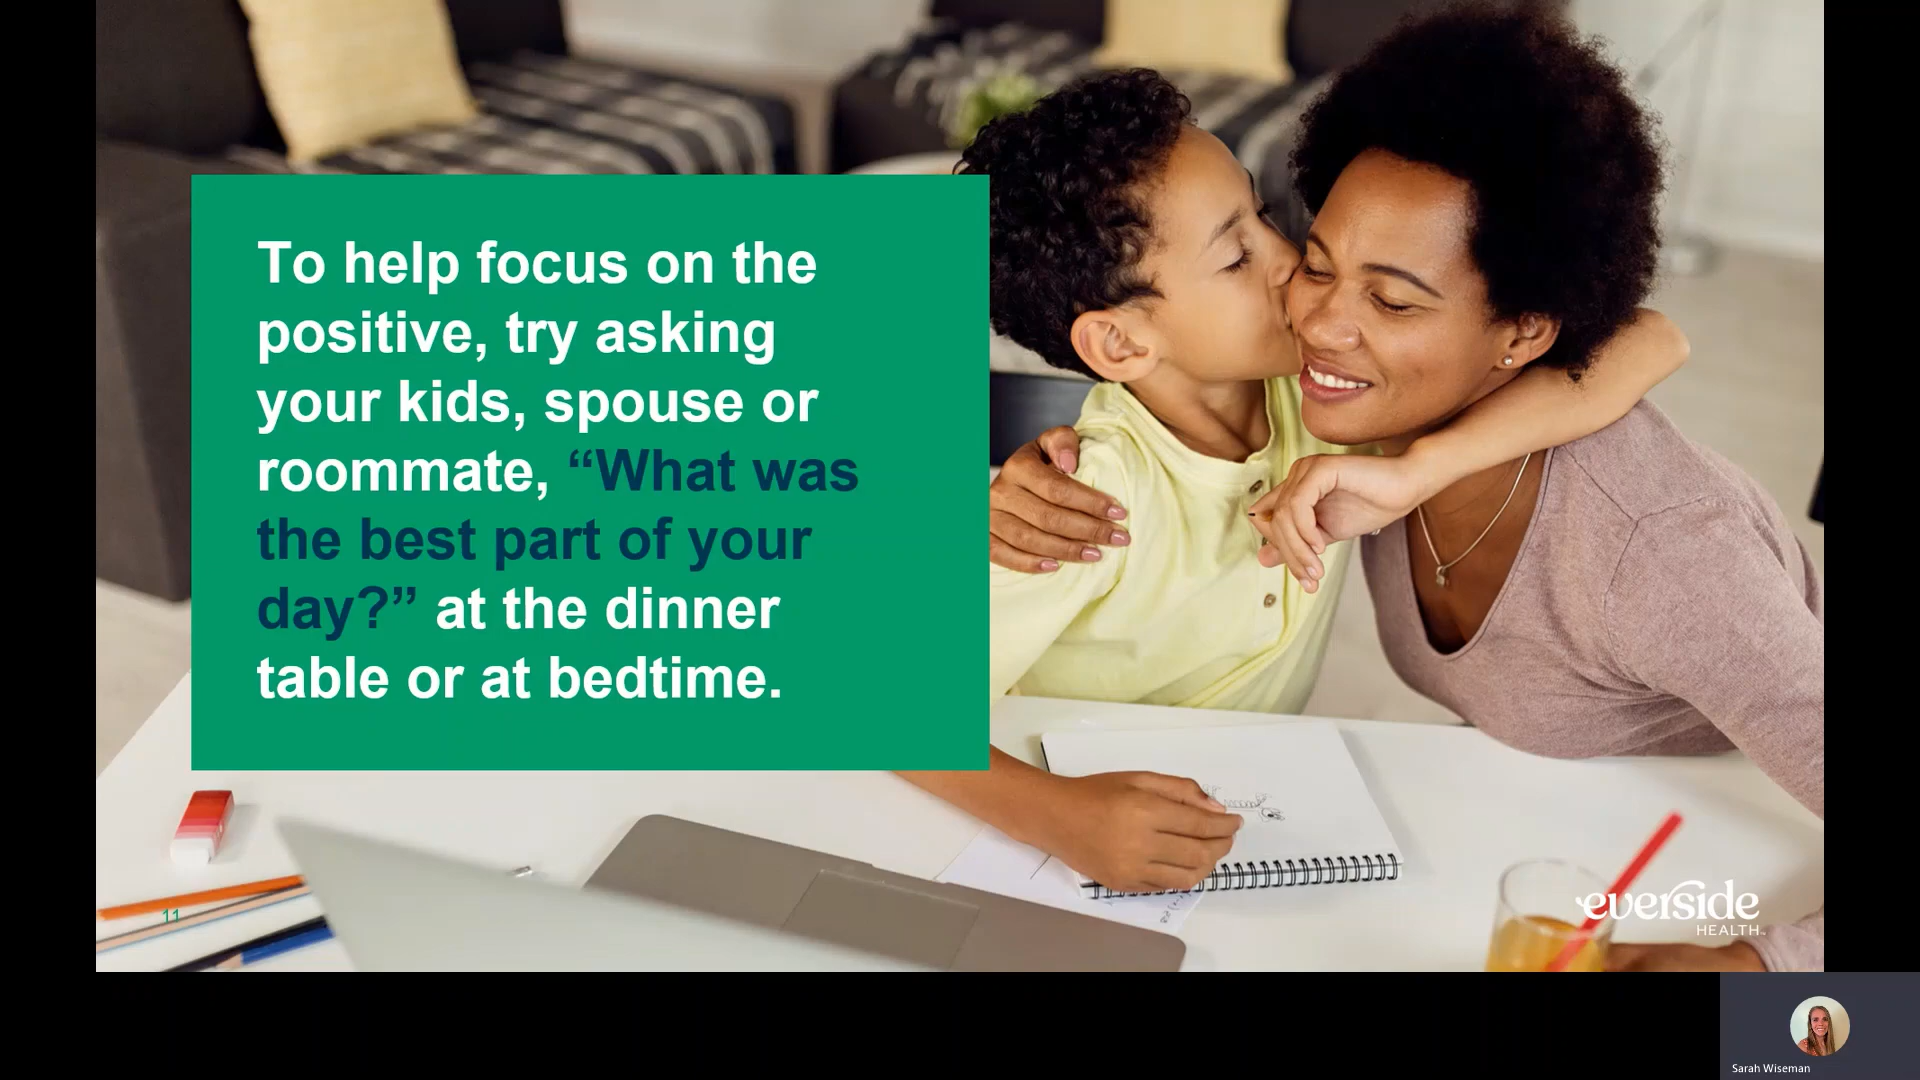 To help focus on the
positive, try asking
your kids, spouse or
roommate, “What was
the best part of your
day?” at the dinner
table or at bedtime.
11
everside
HEALTH
Sarah Wiseman